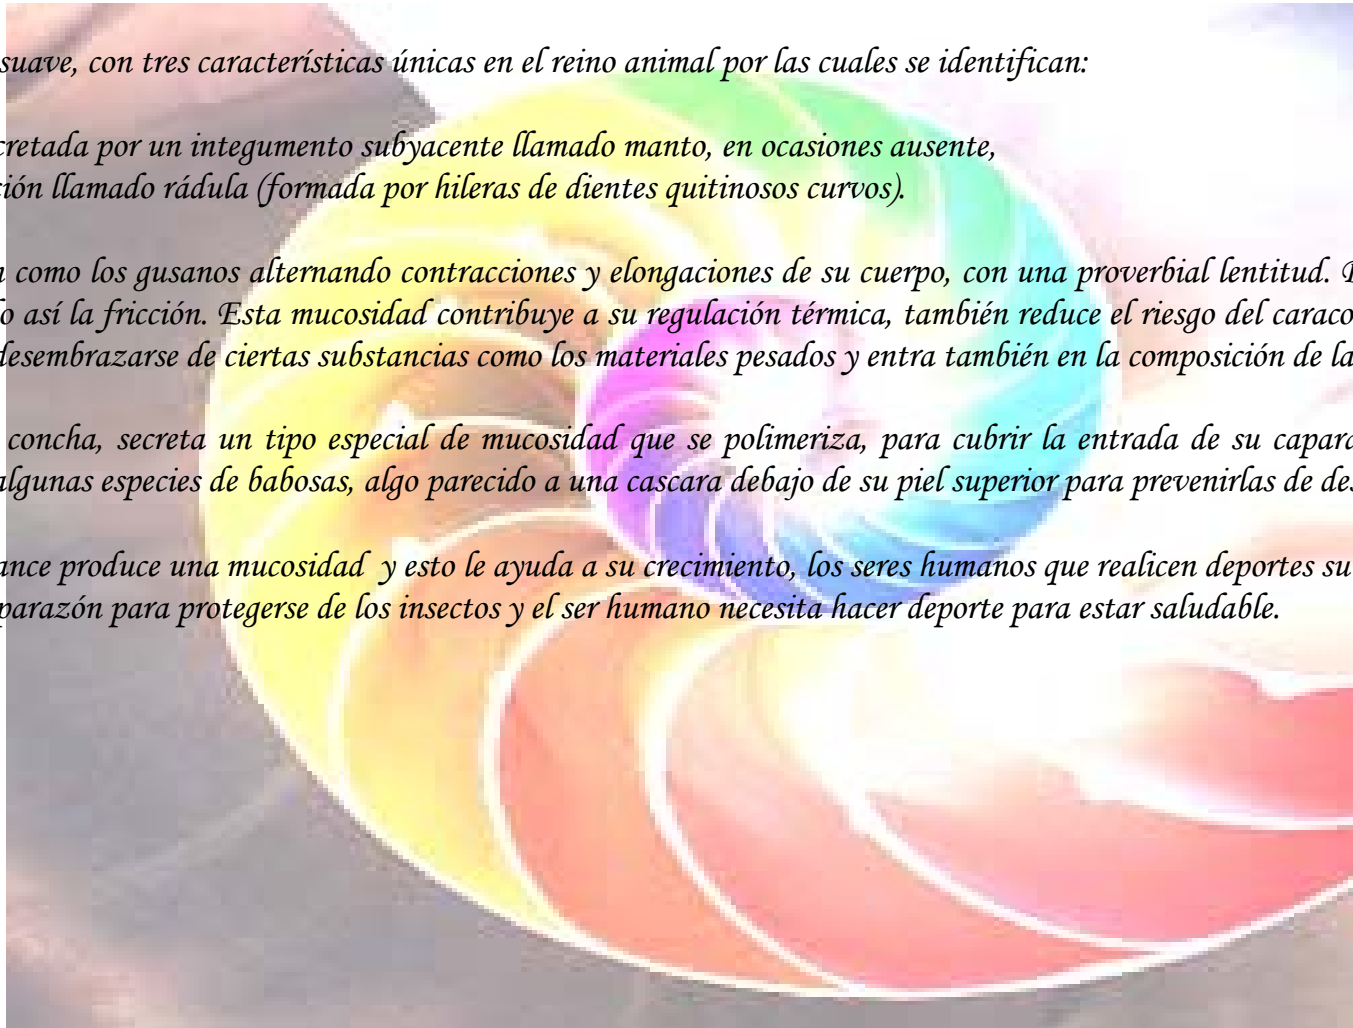 suave, con tres características únicas en el reino animal por las cuales se identifican:
cretada por un integumento subyacente llamado manto, en ocasiones ausente,
ción llamado rádula (formada por hileras de dientes quitinosos curvos).
como los gusanos alternando contracciones y elongaciones de su cuerpo, con una proverbial lentitud.
o así la fricción. Esta mucosidad contribuye a su regulación térmica, también reduce el riesgo del caraco
desembrazarse de ciertas substancias como los materiales pesados y entra también en la composición de la
concha, secreta un tipo especial de mucosidad que se polimeriza, para cubrir la entrada de su capara
algunas especies de babosas, algo parecido a una cascara debajo de su piel superior para prevenirlas de des
ance produce una mucosidad y esto le ayuda a su crecimiento, los seres humanos que realicen deportes su
parazón para protegerse de los insectos y el ser humano necesita hacer deporte para estar saludable.